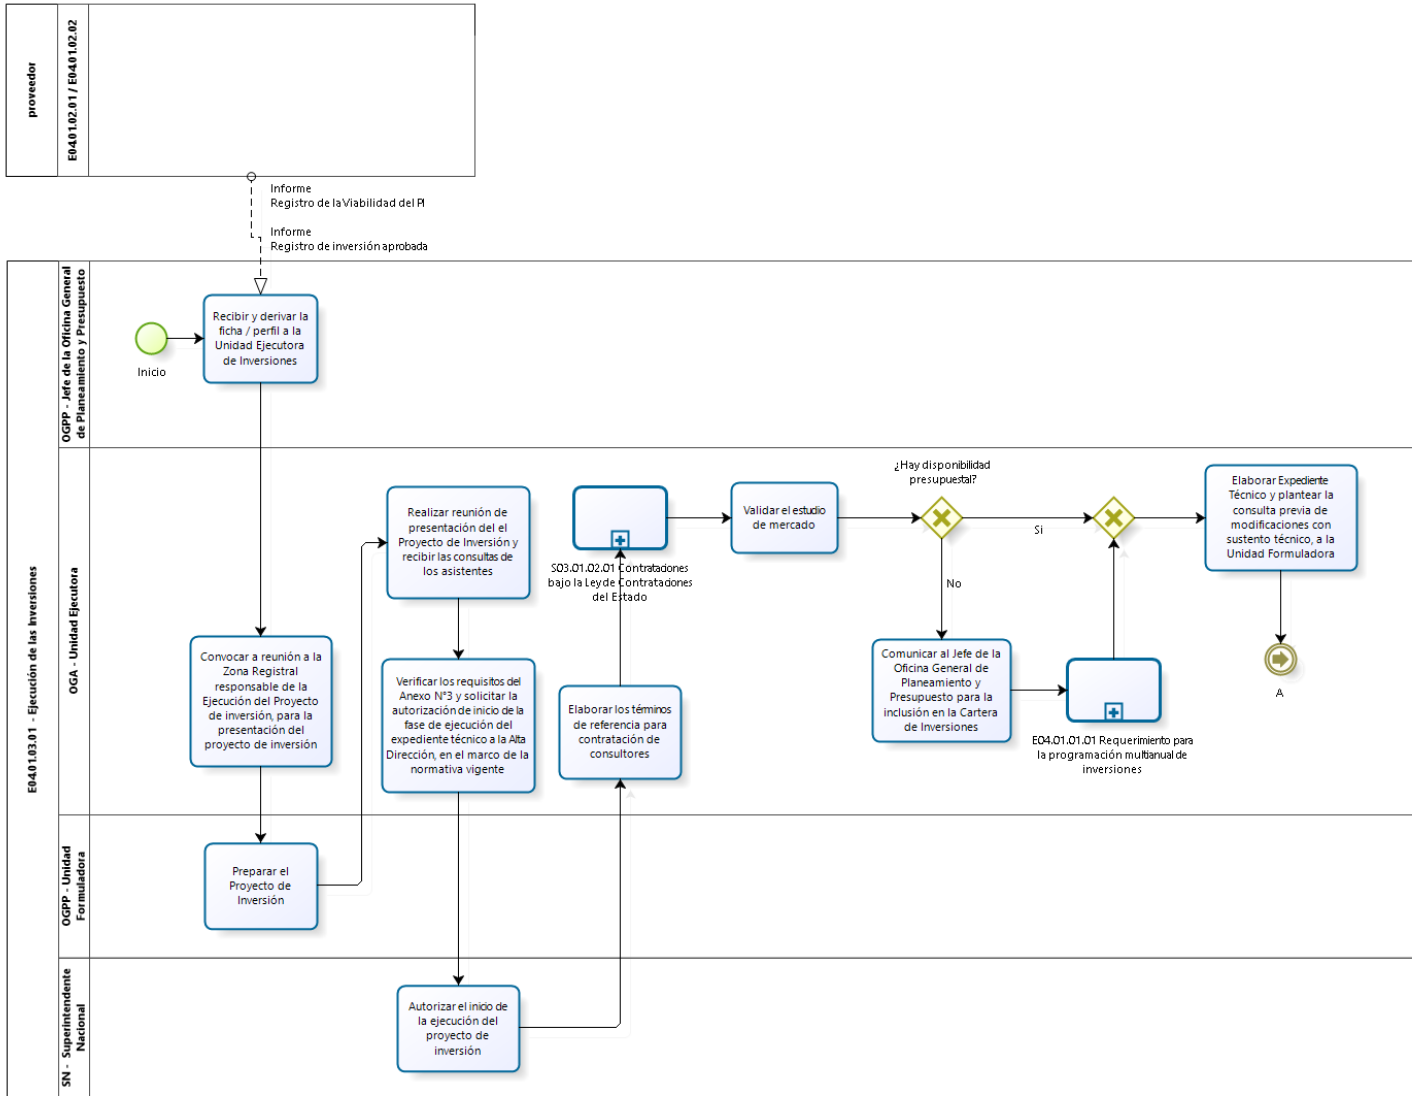 proveedor
E04.01.02.01 / E04.01.02.02
Informe
Registro de la Viabilidad del PI
Informe
Registro de inversión aprobada
E04.01.03.01 - Ejecución de las Inversiones
OGPP - Jefe de la Oficina General
de Planeamiento y Presupuesto
Inicio
Recibir y derivar la
ficha / perfil a la
Unidad Ejecutora
de Inversiones
OGA - Unidad Ejecutora
Convocar a reunión a la
Zona Registral
responsable de la
Ejecución del Proyecto
de inversión, para la
presentación del
proyecto de inversión
Realizar reunión de
presentación del el
Proyecto de Inversión y
recibir las consultas de
los asistentes
Verificar los requisitos del
Anexo N°3 y solicitar la
autorización de inicio de la
fase de ejecución del
expediente técnico a la Alta
Dirección, en el marco de la
normativa vigente
S03.01.02.01 Contrataciones
bajo la Ley de Contrataciones
del Estado
Elaborar los términos
de referencia para
contratación de
consultores
Validar el estudio
de mercado
¿Hay disponibilidad
presupuestal?
Si
No
Comunicar al Jefe de la
Oficina General de
Planeamiento y
Presupuesto para la
inclusión en la Cartera
de Inversiones
E04.01.01.01 Requerimiento para
la programación multianual de
inversiones
Elaborar Expediente
Técnico y plantear la
consulta previa de
modificaciones con
sustento técnico, a la
Unidad Formuladora
A
OGPP - Unidad
Formuladora
Preparar el
Proyecto de
Inversión
SN - Superintendente
Nacional
Autorizar el inicio de
la ejecución del
proyecto de
inversión